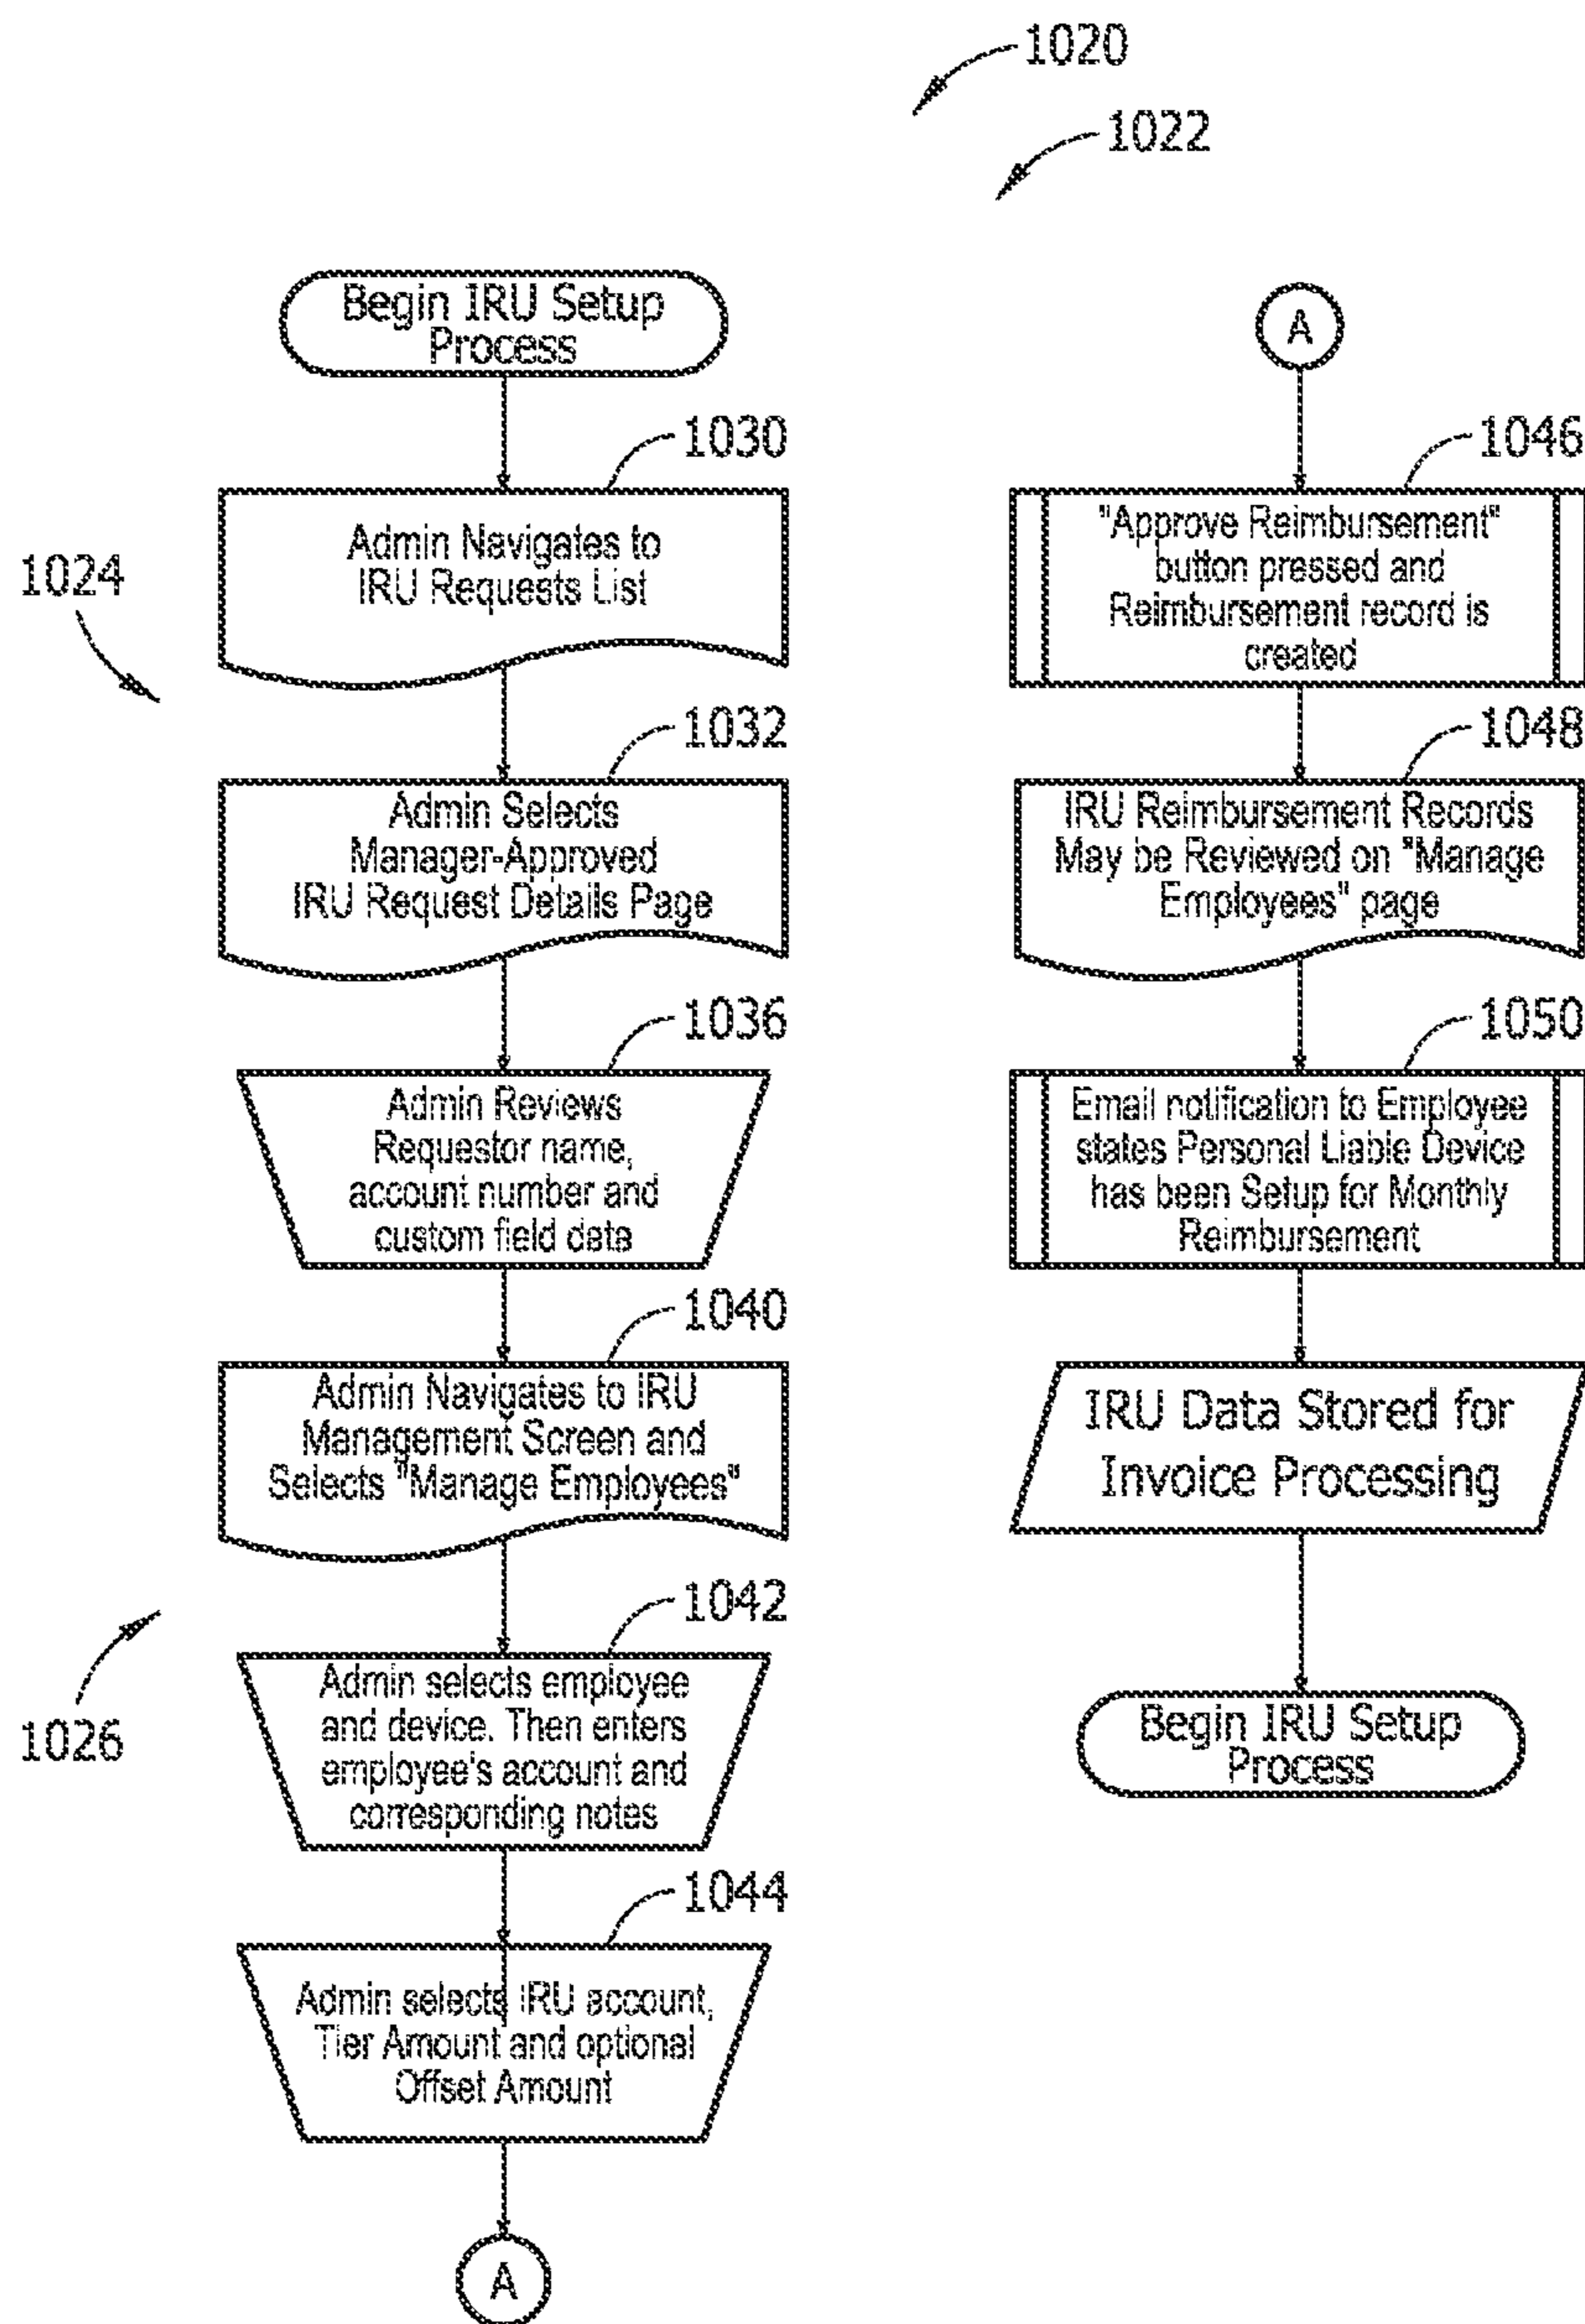 1020
1022
Begin IRU Setup
Process
1030
Admin Navigates to
IRU Requests List
1024
1032
Admin Selects
Manager-Approved
IRU Request Details Page
1036
Admin Reviews
Requestor name,
account number and
custom field data
1040
Admin Navigates to IRU
Management Screen and
Selects "Manage Employees"
1042
Admin selects employee
and device. Then enters
employee's account and
corresponding notes
1026
1044
Admin selects IRU account,
Tier Amount and optional
Offset Amount
A
A
1046
"Approve Reimbursement"
button pressed and
Reimbursement record is
created
1048
IRU Reimbursement Records
May be Reviewed on "Manage
Employees" page
1050
Email notification to Employee
states Personal Liable Device
has been Setup for Monthly
Reimbursement
IRU Data Stored for
Invoice Processing
Begin IRU Setup
Process